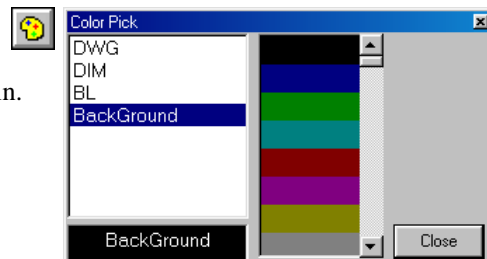 Color Pick
DWG
DIM
BL
BackGround
n.
BackGround
Close